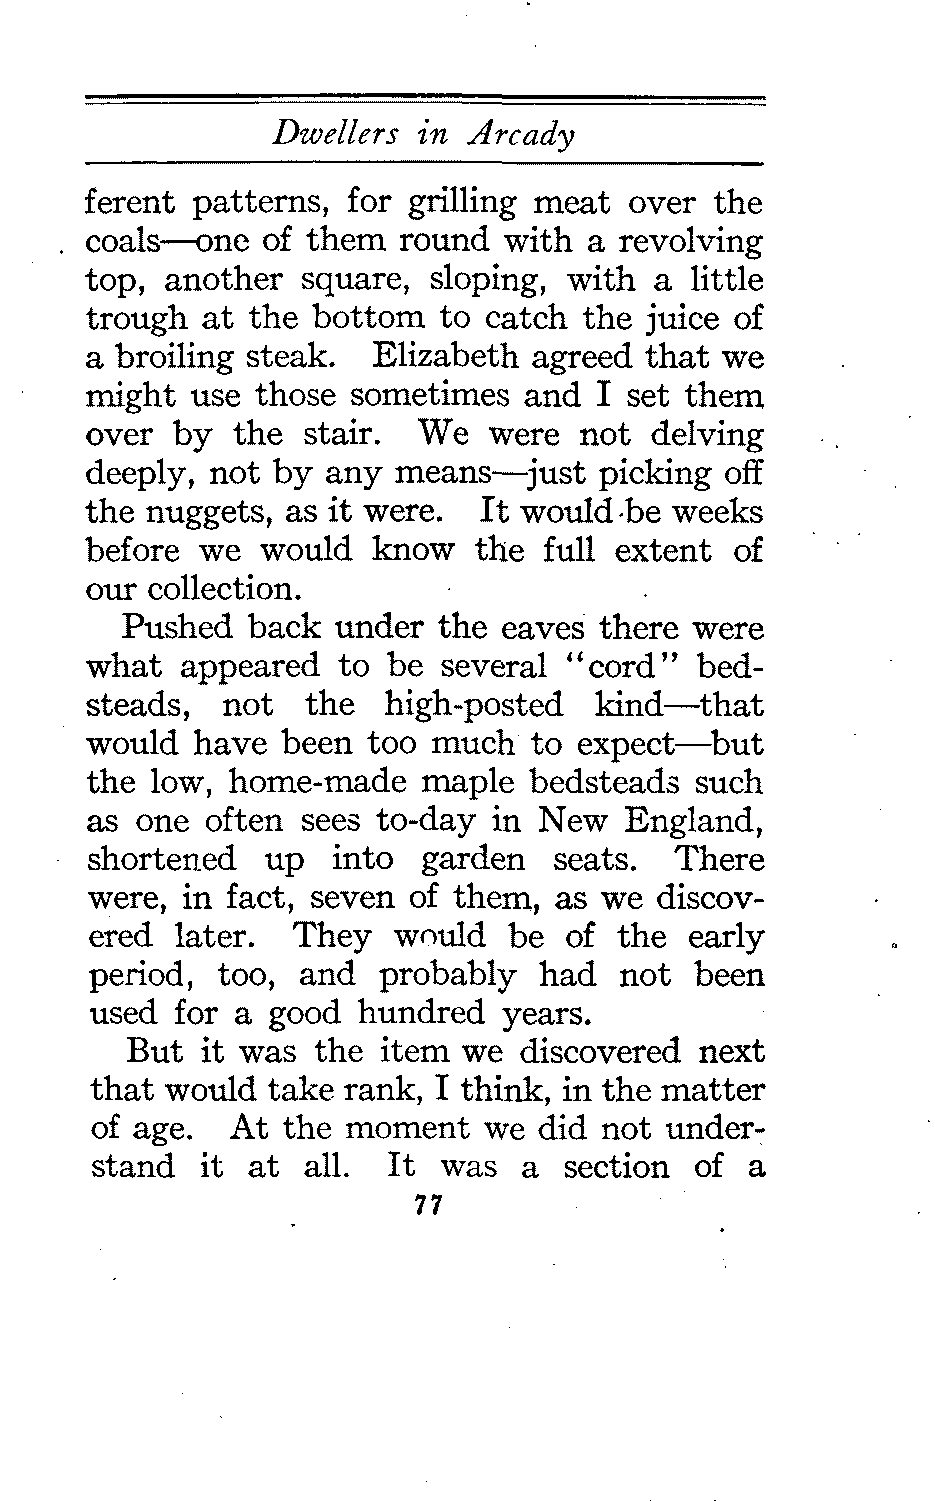 Dwellers in Arcady
ferent patterns, for grilling meat over the
coals—one of them round with a revolving
top, another square, sloping, with a little
trough at the bottom to catch the juice of
a broiling steak. Elizabeth agreed that we
might use those sometimes and I set them
over by the stair. We were not delving
deeply, not by any means—just picking off
the nuggets, as it were. It would be weeks
before we would know the full extent of
our collection.
Pushed back under the eaves there were
what appeared to be several "cord" bed-
steads, not the high-posted kind—that
would have been too much to expect—but
the low, home-made maple bedsteads such
as one often sees to-day in New England,
shortened up into garden seats. There
were, in fact, seven of them, as we discov-
ered later. They would be of the early
period, too, and probably had not been
used for a good hundred years.
But it was the item we discovered next
that would take rank, I think, in the matter
of age. At the moment we did not under-
stand it at all. It was a section of a
77